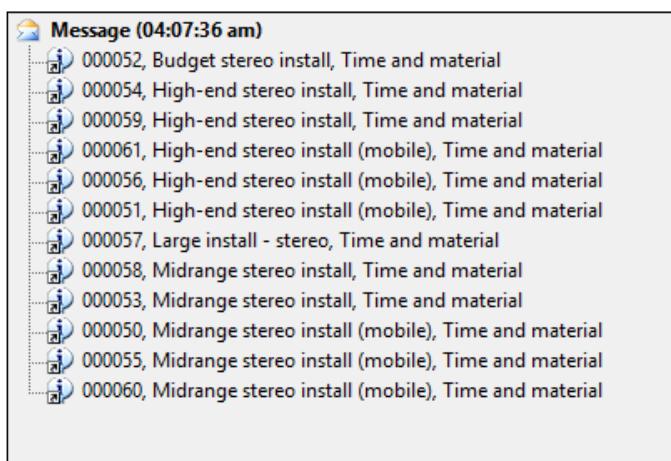 Message (04:07:36 am)
000052, Budget stereo install, Time and material
000054, High-end stereo install, Time and material
000059, High-end stereo install, Time and material
000061, High-end stereo install (mobile), Time and material
000056, High-end stereo install (mobile), Time and material
000051, High-end stereo install (mobile), Time and material
000057, Large install - stereo, Time and material
000058, Midrange stereo install, Time and material
000053, Midrange stereo install, Time and material
000050, Midrange stereo install (mobile), Time and material
000055, Midrange stereo install (mobile), Time and material
000060, Midrange stereo install (mobile), Time and material